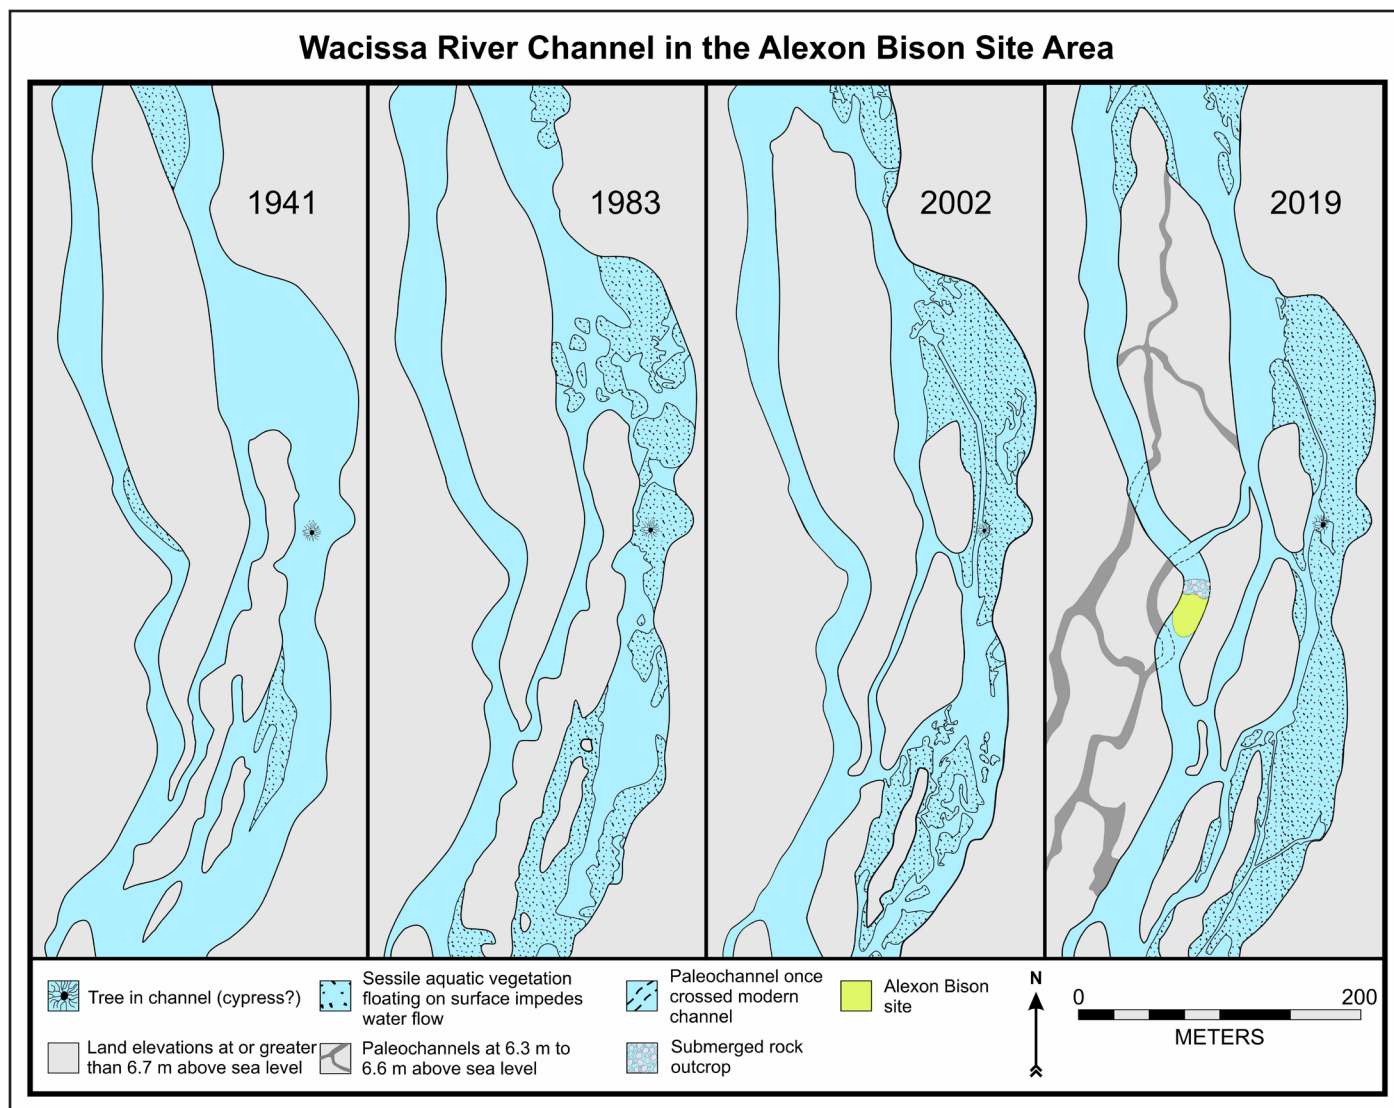 Wacissa River Channel in the Alexon Bison Site Area
1941
1983
2002
2019
Tree in channel (cypress?)
Sessile aquatic vegetation
floating on surface impedes
water flow
Paleochannel once
crossed modern
channel
Alexon Bison
site
Land elevations at or greater
than 6.7 m above sea level
Paleochannels at 6.3 m to
6.6 m above sea level
Submerged rock
outcrop
N
0 200
METERS